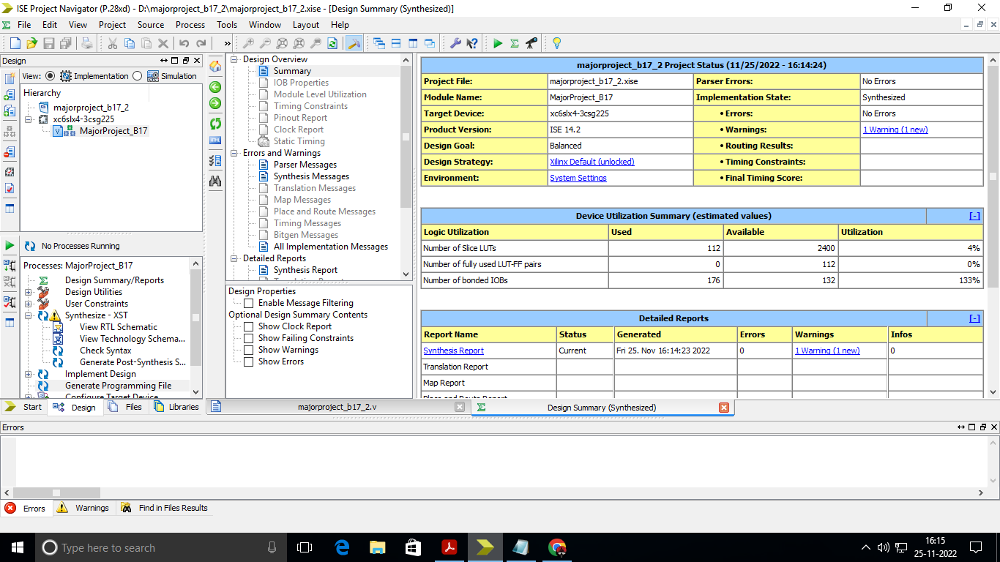 ISE Project Navigator (P.28xd) - D:\majorproject_b17_2\majorproject_b17_2.xise - [Design Summary (Synthesized)]
File Edit View Project Source Process Tools Window Layout Help
»
Design
View: Implementation Simulation
Hierarchy
majorproject_b17_2
xc6slx4-3csg225
V MajorProject_B17
No Processes Running
Processes: MajorProject_B17
Design Summary/Reports
Design Utilities
User Constraints
Synthesize - XST
View RTL Schematic
View Technology Schema...
Check Syntax
Generate Post-Synthesis S...
Implement Design
Generate Programming File
Configure Target Device
Start Design Files Libraries
Design Overview
Summary
IOB Properties
Module Level Utilization
Timing Constraints
Pinout Report
Clock Report
Static Timing
Errors and Warnings
Parser Messages
Synthesis Messages
Translation Messages
Map Messages
Place and Route Messages
Timing Messages
Bitgen Messages
All Implementation Messages
Detailed Reports
Synthesis Report
Translation Report
Design Properties
Enable Message Filtering
Optional Design Summary Contents
Show Clock Report
Show Failing Constraints
Show Warnings
Show Errors
majorproject_b17_2 Project Status (11/25/2022 - 16:14:24)
Project File: majorproject_b17_2.xise Parser Errors: No Errors
Module Name: MajorProject_B17 Implementation State: Synthesized
Target Device: xc6slx4-3csg225 • Errors: No Errors
Product Version: ISE 14.2 • Warnings: 1 Warning (1 new)
Design Goal: Balanced • Routing Results:
Design Strategy: Xilinx Default (unlocked) • Timing Constraints:
Environment: System Settings • Final Timing Score:
Device Utilization Summary (estimated values) [-]
Logic Utilization Used Available Utilization
Number of Slice LUTs 112 2400 4%
Number of fully used LUT-FF pairs 0 112 0%
Number of bonded IOBs 176 132 133%
Detailed Reports [-]
Report Name Status Generated Errors Warnings Infos
Synthesis Report Current Fri 25. Nov 16:14:23 2022 0 1 Warning (1 new) 0
Translation Report
Map Report
Place and Route Report
majorproject_b17_2.v Design Summary (Synthesized)
Errors
Errors Warnings Find in Files Results
Type here to search
16:15
25-11-2022